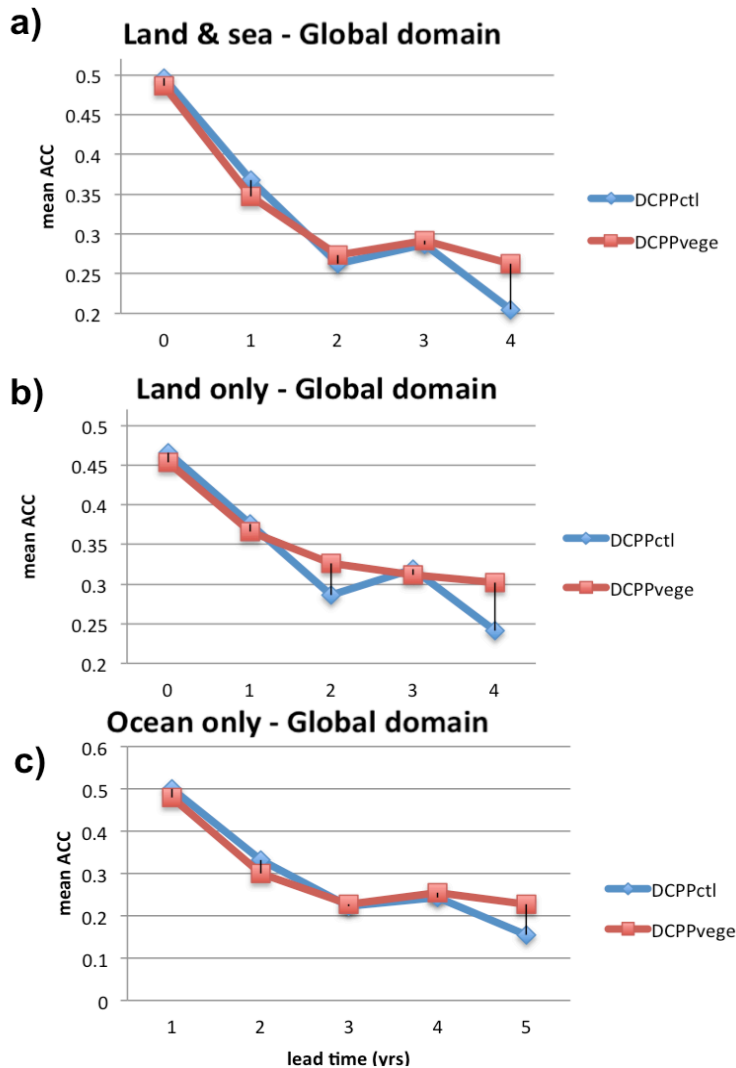 a)
Land & sea - Global domain
0.5
0.45
0.4
0.35
0.3
0.25
0.2
mean ACC
0 1 2 3 4
DCPPctl
DCPPvege
b)
Land only - Global domain
0.5
0.45
0.4
0.35
0.3
0.25
0.2
mean ACC
0 1 2 3 4
DCPPctl
DCPPvege
c)
Ocean only - Global domain
0.6
0.5
0.4
0.3
0.2
0.1
0
mean ACC
1 2 3 4 5
lead time (yrs)
DCPPctl
DCPPvege